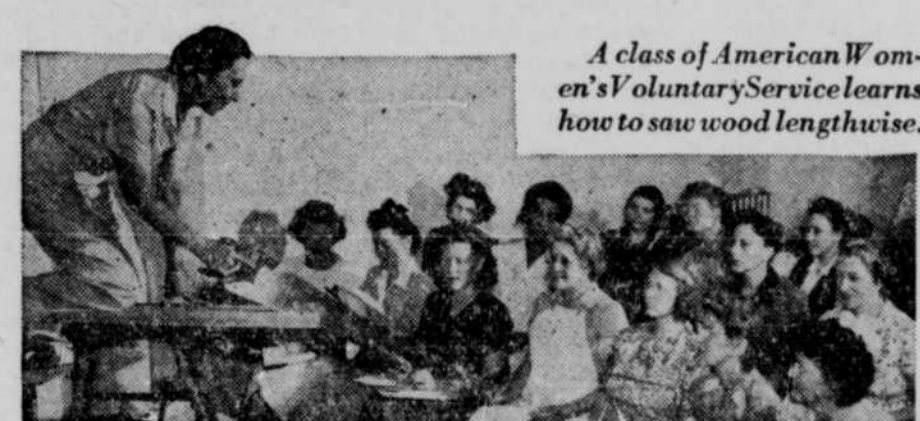 A class of American Wom-
en's Voluntary Service learns
how to saw wood lengthwise.